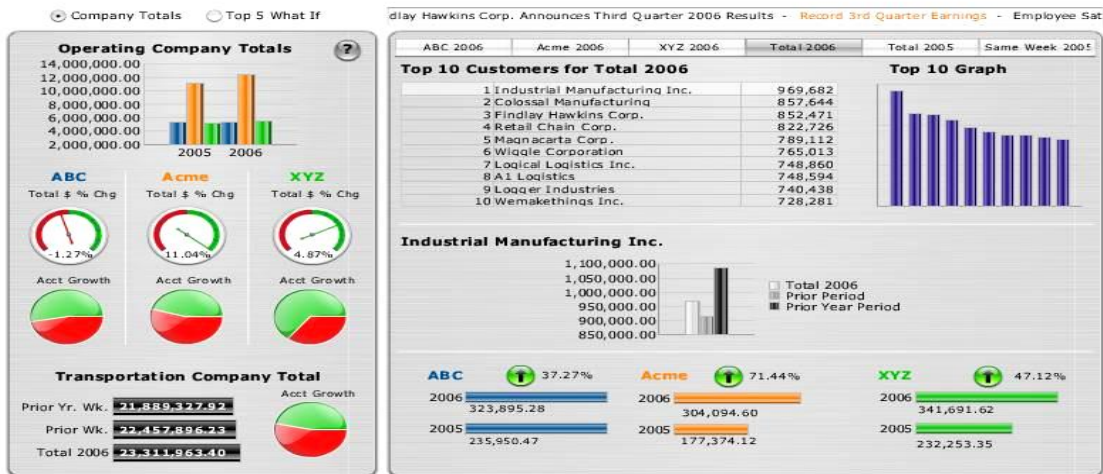 Company Totals
Top 5 What If
dlay Hawkins Corp. Announces Third Quarter 2006 Results - Record 3rd Quarter Earnings - Employee Sat
Operating Company Totals
?
14,000,000.00
12,000,000.00
10,000,000.00
8,000,000.00
6,000,000.00
4,000,000.00
2,000,000.00
2005 2006
ABC Acme XYZ
Total $ % Chg Total $ % Chg Total $ % Chg
-1.27% 11.04% 4.87%
Acct Growth Acct Growth Acct Growth
Transportation Company Total
Acct Growth
Prior Yr. Wk. 21,889,327.92
Prior Wk. 22,457,896.23
Total 2006 23,311,963.40
ABC 2006 Acme 2006 XYZ 2006 Total 2006 Total 2005 Same Week 2005
Top 10 Customers for Total 2006
Top 10 Graph
1 Industrial Manufacturing Inc. 969,682
2 Colossal Manufacturing 857,644
3 Findlay Hawkins Corp. 852,471
4 Retail Chain Corp. 822,726
5 Magnacarta Corp. 789,112
6 Wiggle Corporation 765,013
7 Logical Logistics Inc. 748,860
8 A1 Logistics 748,594
9 Logger Industries 740,438
10 Wemakethings Inc. 728,281
Industrial Manufacturing Inc.
1,100,000.00
1,050,000.00
1,000,000.00
950,000.00
900,000.00
850,000.00
Total 2006
Prior Period
Prior Year Period
ABC 37.27%
2006
323,895.28
2005
235,950.47
Acme 71.44%
2006
304,094.60
2005
177,374.12
XYZ 47.12%
2006
341,691.62
2005
232,253.35